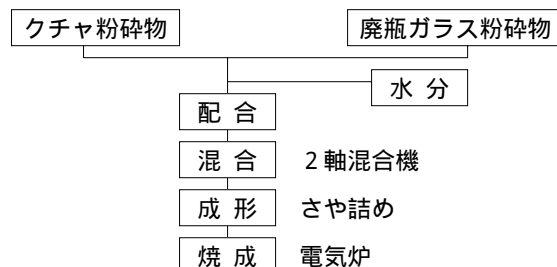 クチャ粉砕物
廃瓶ガラス粉砕物
水 分
配 合
混 合 2軸混合機
成 形 さや詰め
焼 成 電気炉